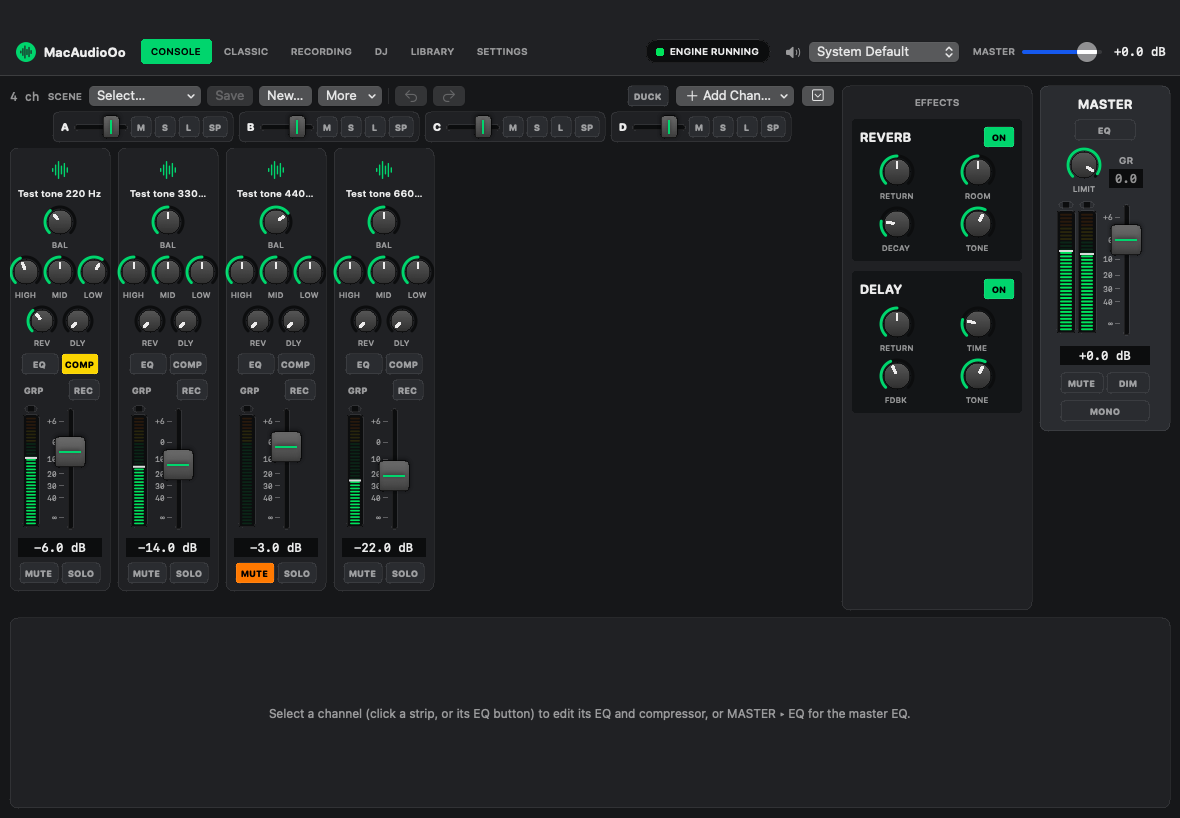 MacAudioOo CONSOLE CLASSIC RECORDING DJ LIBRARY SETTINGS ENGINE RUNNING System Default MASTER +0.0 dB
4 ch SCENE Select... Save New... More DUCK + Add Chan...
A M S L SP B M S L SP C M S L SP D M S L SP
Test tone 220 Hz Test tone 330... Test tone 440... Test tone 660...
BAL BAL BAL BAL
HIGH MID LOW HIGH MID LOW HIGH MID LOW HIGH MID LOW
REV DLY REV DLY REV DLY REV DLY
EQ COMP EQ COMP EQ COMP EQ COMP
GRP REC GRP REC GRP REC GRP REC
+6 +6 +6 +6
0 0 0
10 10 10 10
20 20 20
30 30 30 30
40 40 40 40
∞ ∞ ∞ ∞
-6.0 dB -14.0 dB -3.0 dB -22.0 dB
MUTE SOLO MUTE SOLO MUTE SOLO MUTE SOLO
EFFECTS
REVERB ON
RETURN ROOM
DECAY TONE
DELAY ON
RETURN TIME
FDBK TONE
MASTER
EQ
GR
0.0
LIMIT
+6
10
20
30
40
∞
+0.0 dB
MUTE DIM
MONO
Select a channel (click a strip, or its EQ button) to edit its EQ and compressor, or MASTER ▸ EQ for the master EQ.